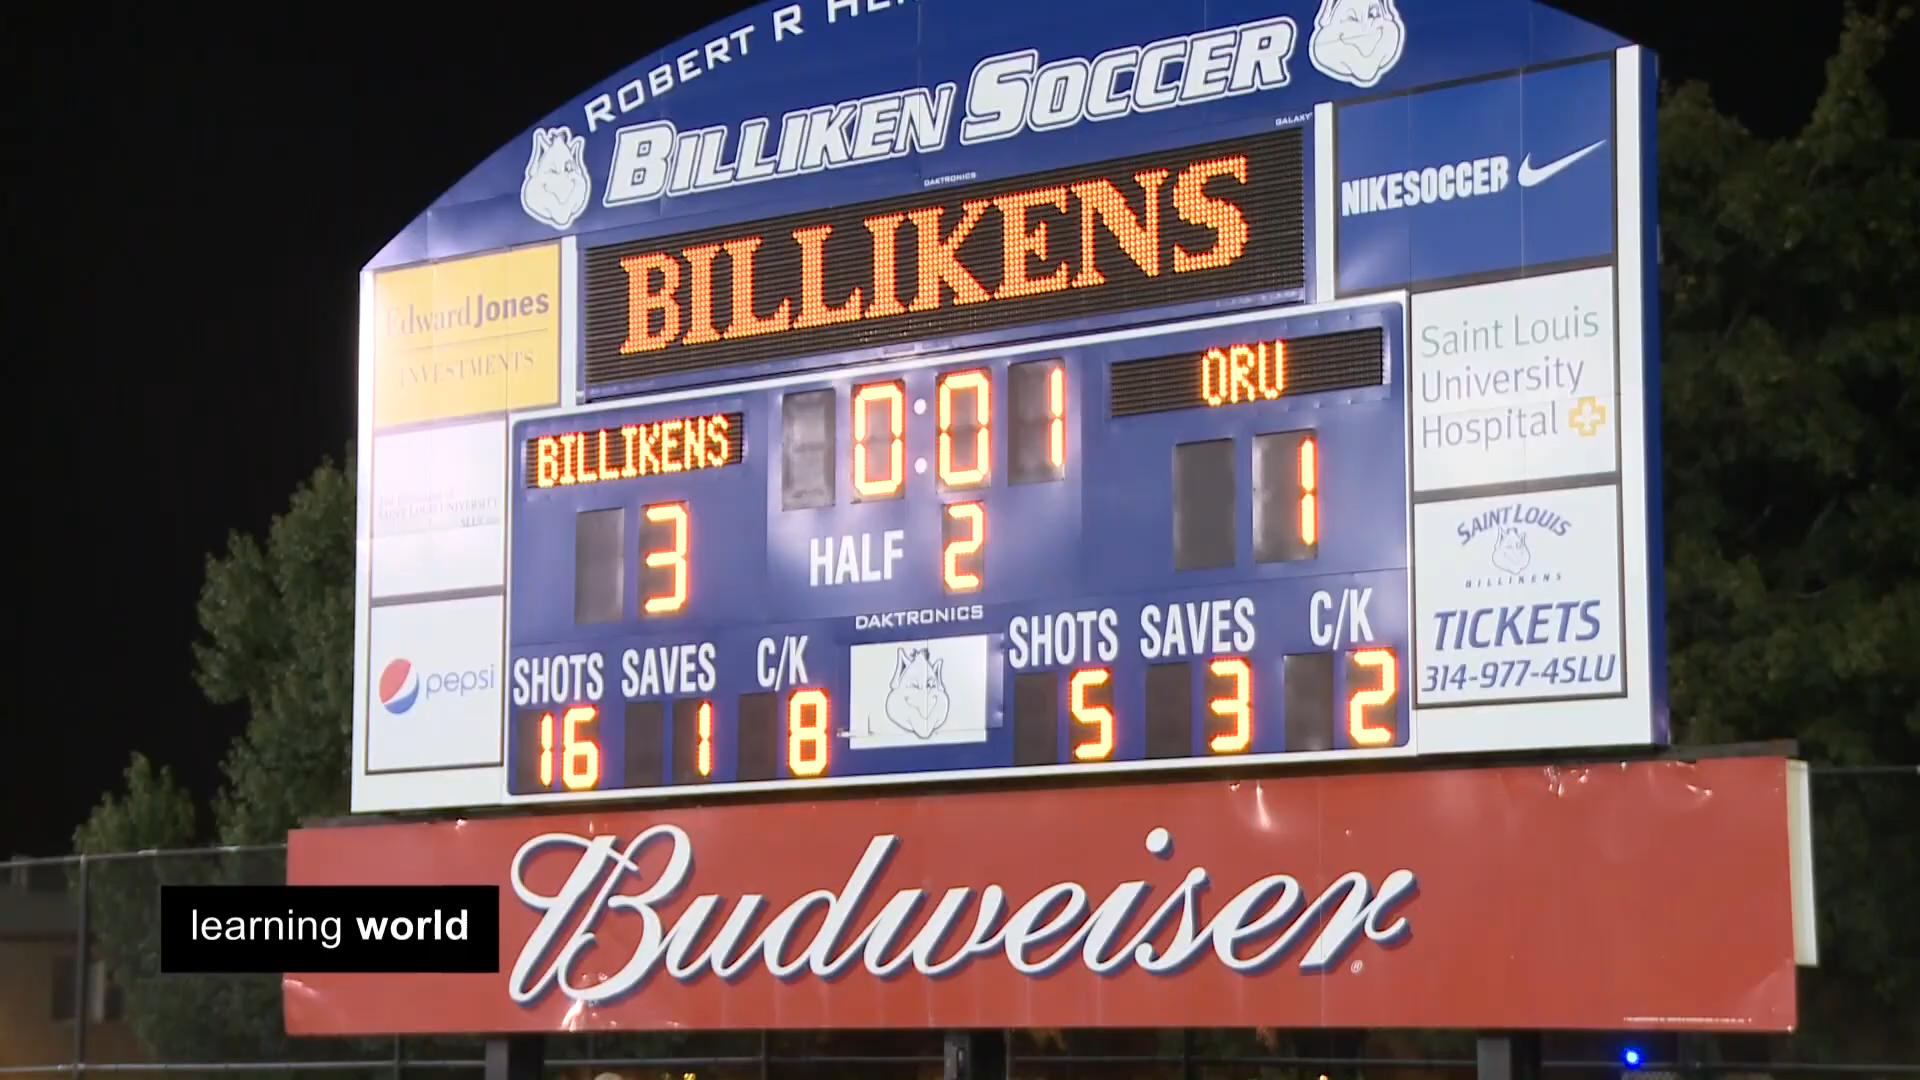 ROBERT R
BILLIKEN SOCCER
GALAXY
DAKTRONICS
BILLIKENS
NIKESOCCER
Edward Jones
INVESTMENTS
Saint Louis
University
Hospital
BILLIKENS
0:01
ORU
3
HALF 2
1
SAINT LOUIS
BILLIKENS
TICKETS
314-977-4SLU
DAKTRONICS
pepsi
SHOTS SAVES C/K
16 1 8
SHOTS SAVES C/K
5 3 2
Budweiser
learning world